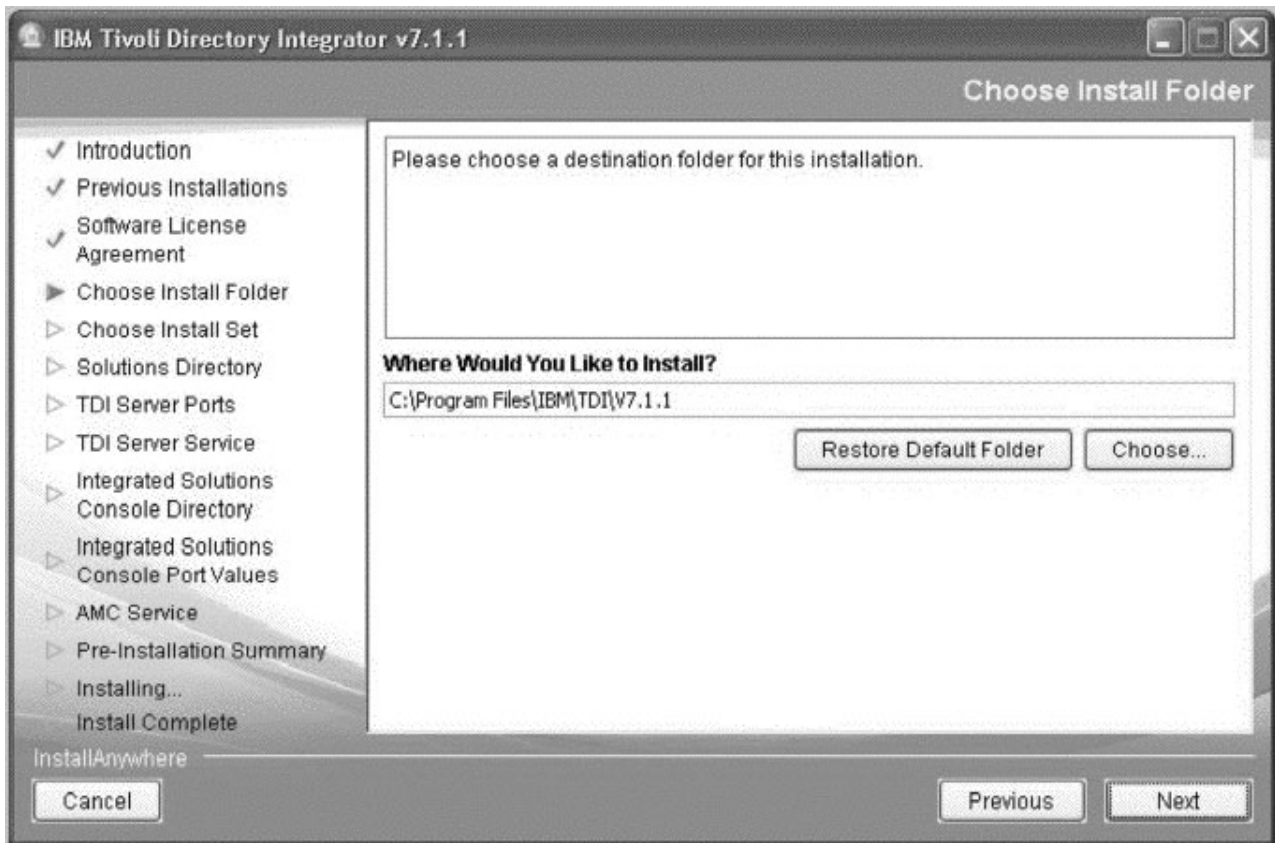 IBM Tivoli Directory Integrator v7.1.1
Choose Install Folder
Introduction
Previous Installations
Software License
Agreement
Choose Install Folder
Choose Install Set
Solutions Directory
TDI Server Ports
TDI Server Service
Integrated Solutions
Console Directory
Integrated Solutions
Console Port Values
AMC Service
Pre-Installation Summary
Installing...
Install Complete
Please choose a destination folder for this installation.
Where Would You Like to Install?
C:\Program Files\IBM\TDI\V7.1.1
Restore Default Folder
Choose...
InstallAnywhere
Cancel
Previous
Next